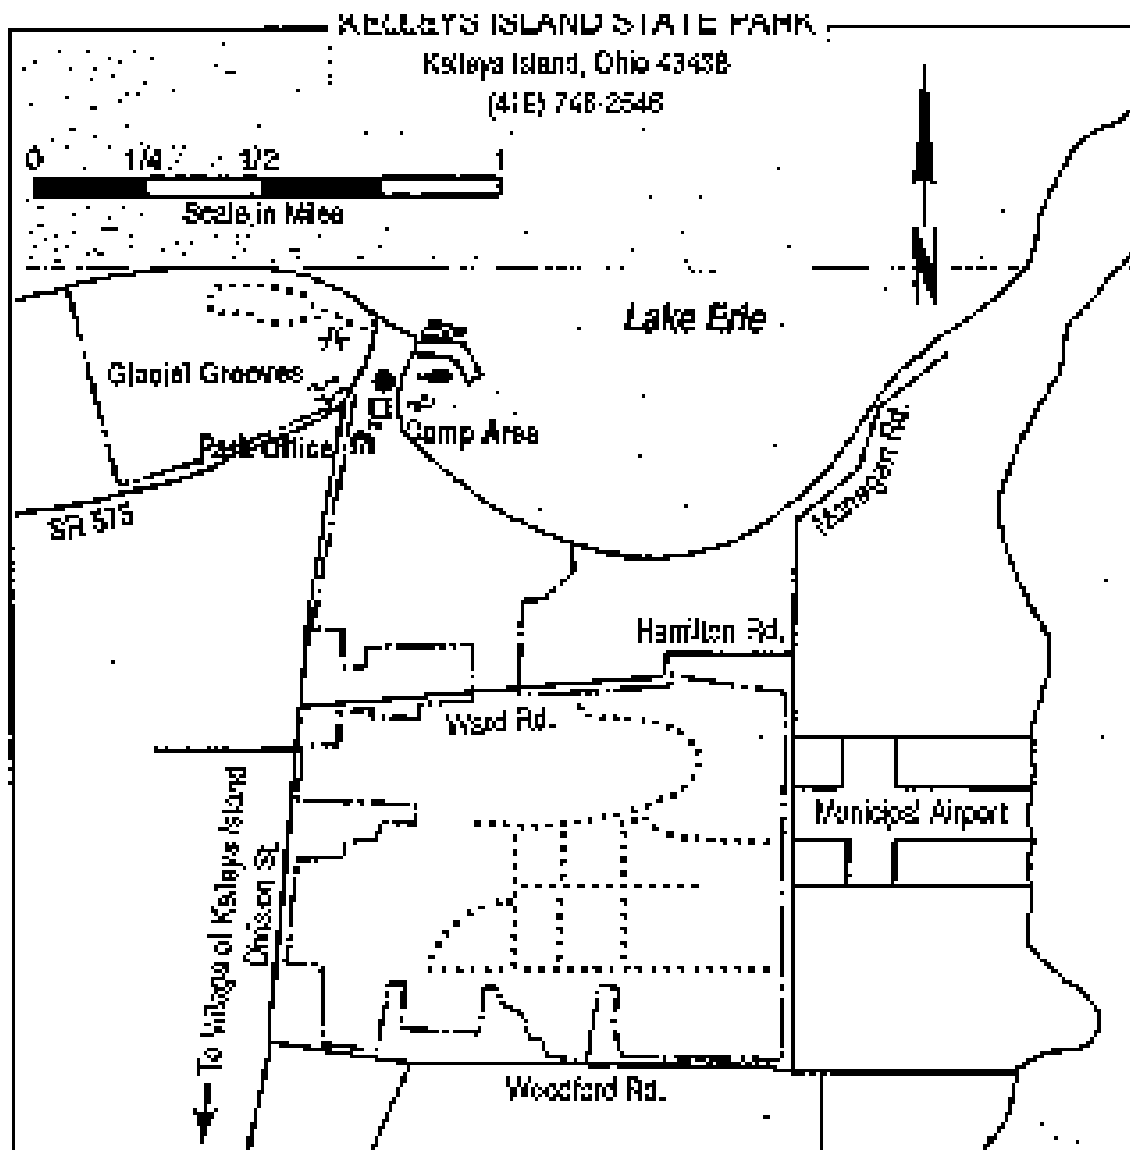 KELLEYS ISLAND STATE PARK
Kelleys Island, Ohio 43438
0 1/4 1/2 1
Scale in Miles
Lake Erie
Glacial Grooves
Park Office
Camp Area
SR 575
Monagan Rd.
Hamilton Rd.
Ward Rd.
Municipal Airport
To Village of Kelleys Island
Division St.
Woodford Rd.